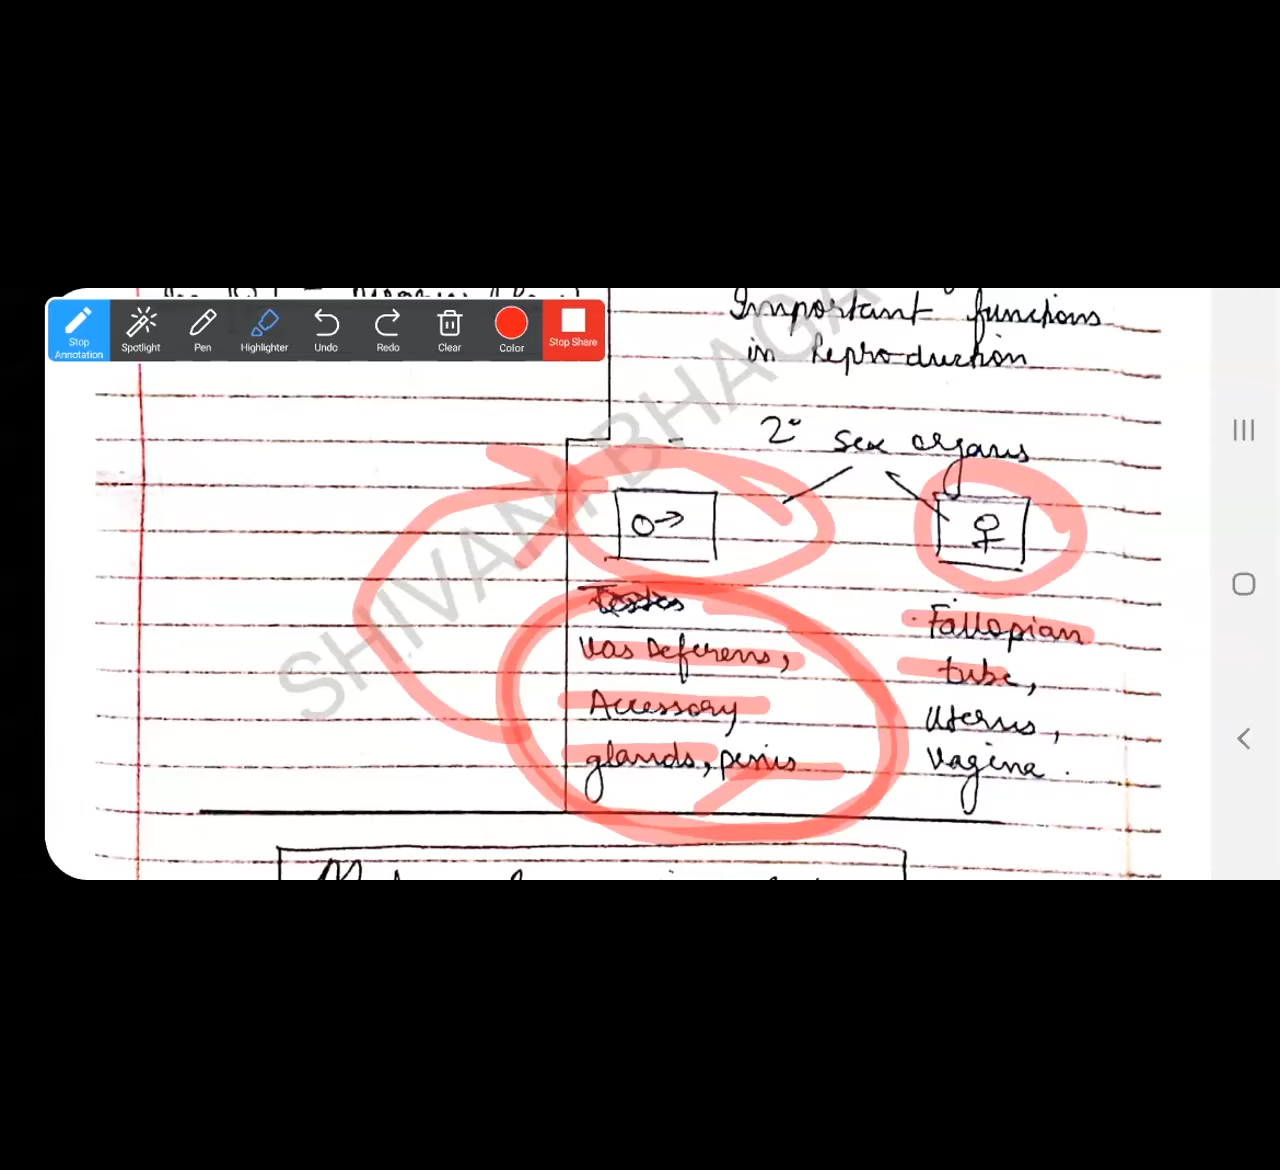 Stop Annotation
Spotlight
Pen
Highlighter
Undo
Redo
Clear
Color
Stop Share
Important functions
in Reproduction
2° sex organs
Testes
Vas Deferens,
Accessory
glands, penis
Fallopian
tube,
Uterus,
Vagina.
SHIVANI BHAGA